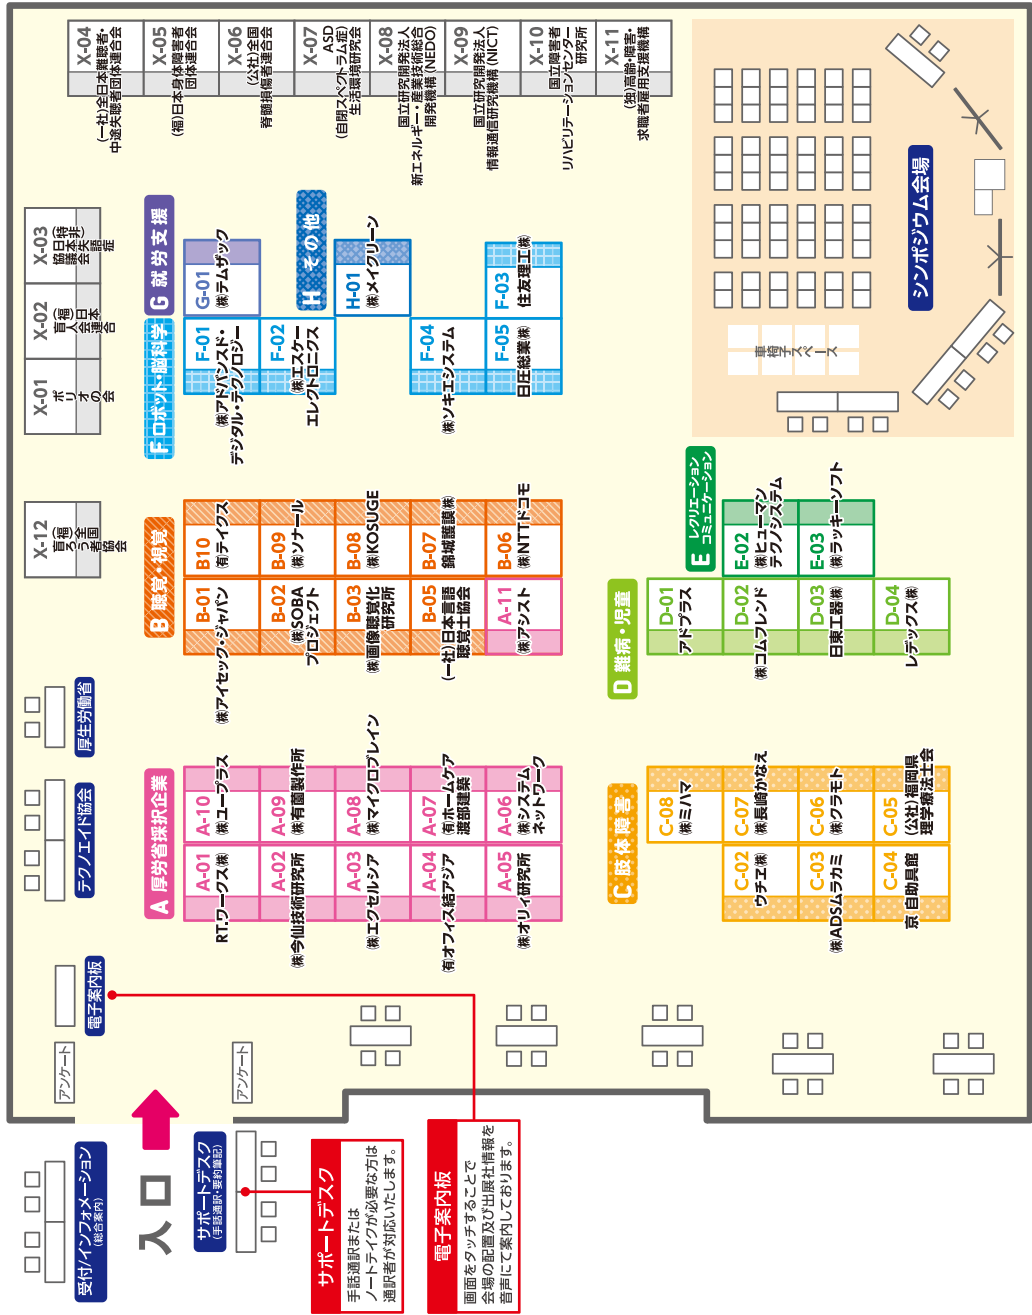 X-04
(一社)全日本難聴者・
中途失聴者団体連合会
X-05
(福)日本身体障害者
団体連合会
X-06
(公社)全国
脊髄損傷者連合会
X-07
ASD
(自閉スペクトラム症)
生活環境研究会
X-08
国立研究開発法人
新エネルギー・産業技術総合
開発機構(NEDO)
X-09
国立研究開発法人
情報通信研究機構(NICT)
X-10
国立障害者
リハビリテーションセンター
研究所
X-11
(独)高齢・障害・
求職者雇用支援機構
X-03
(特非)
日本失語症
協議会
X-02
(福)日本
盲人会連合
X-01
ポリオの会
X-12
(福)全国
盲ろう者協会
G 就労支援
G-01
㈱テムザック
H その他
H-01
㈱メイクリーン
F ロボット・脳科学
F-01
㈱アドバンスド・
デジタル・テクノロジー
F-02
㈱エスケー
エレクトロニクス
F-03
住友理工㈱
F-04
㈱ソキエシステム
F-05
日圧総業㈱
シンポジウム会場
車椅子スペース
B 聴覚・視覚
B10
㈲テイクス
B-09
㈱ソナール
B-08
㈱KOSUGE
B-07
錦城護謨㈱
B-06
㈱NTTドコモ
B-01
㈱アイセック・ジャパン
B-02
㈱SOBA
プロジェクト
B-03
㈱画像聴覚化
研究所
B-05
(一社)日本言語
聴覚士協会
A-11
㈱アシスト
E レクリエーション
コミュニケーション
E-02
㈱ヒューマン
テクノシステム
E-03
㈱ラッキーソフト
D 難病・児童
D-01
アドプラス
D-02
㈱コムフレンド
D-03
日東工器㈱
D-04
レデックス㈱
厚生労働省
テクノエイド協会
A 厚労省採択企業
A-10
㈱ユープラス
A-09
㈱有薗製作所
A-08
㈱マイクロブレイン
A-07
㈲ホームケア
渡部建築
A-06
㈱システム
ネットワーク
A-01
RT.ワークス㈱
A-02
㈱今仙技術研究所
A-03
㈱エクセルシア
A-04
㈲オフィス結アジア
A-05
㈱オリィ研究所
C 肢体障害
C-08
㈱ミハマ
C-07
㈱長崎かなえ
C-06
㈱クラモト
C-05
(公社)福岡県
理学療法士会
C-02
ウチヱ㈱
C-03
㈱ADSムラカミ
C-04
京 自助具館
電子案内板
アンケート
アンケート
入口
受付/インフォメーション
(総合案内)
サポートデスク
(手話通訳・要約筆記)
サポートデスク
手話通訳または
ノートテイクが必要な方は
通訳者が対応いたします。
電子案内板
画面をタッチすることで
会場の配置及び出展社情報を
音声にて案内しております。